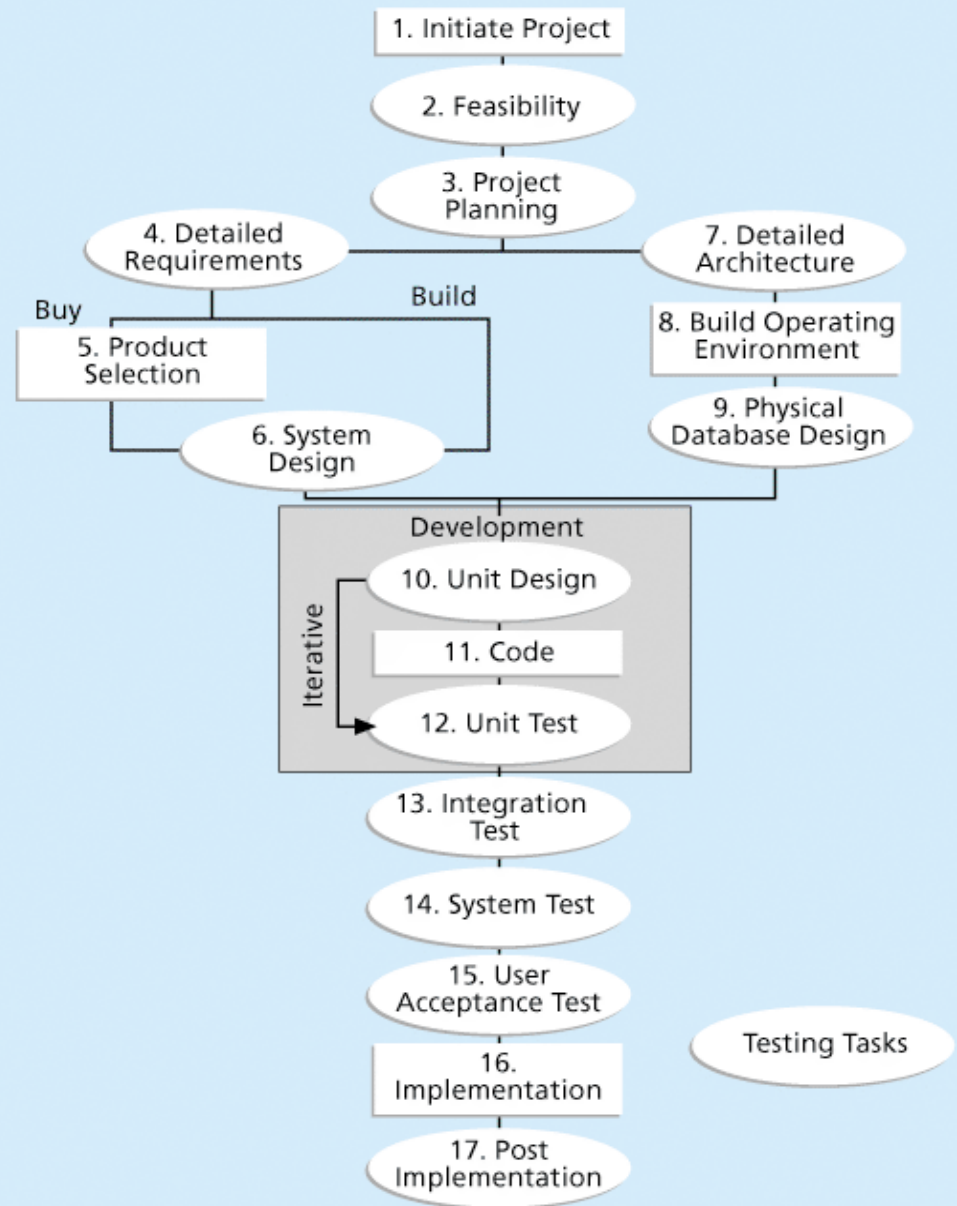 1. Initiate Project
2. Feasibility
3. Project
Planning
4. Detailed
Requirements
7. Detailed
Architecture
Buy
Build
5. Product
Selection
8. Build Operating
Environment
6. System
Design
9. Physical
Database Design
Development
10. Unit Design
Iterative
11. Code
12. Unit Test
13. Integration
Test
14. System Test
15. User
Acceptance Test
Testing Tasks
16.
Implementation
17. Post
Implementation